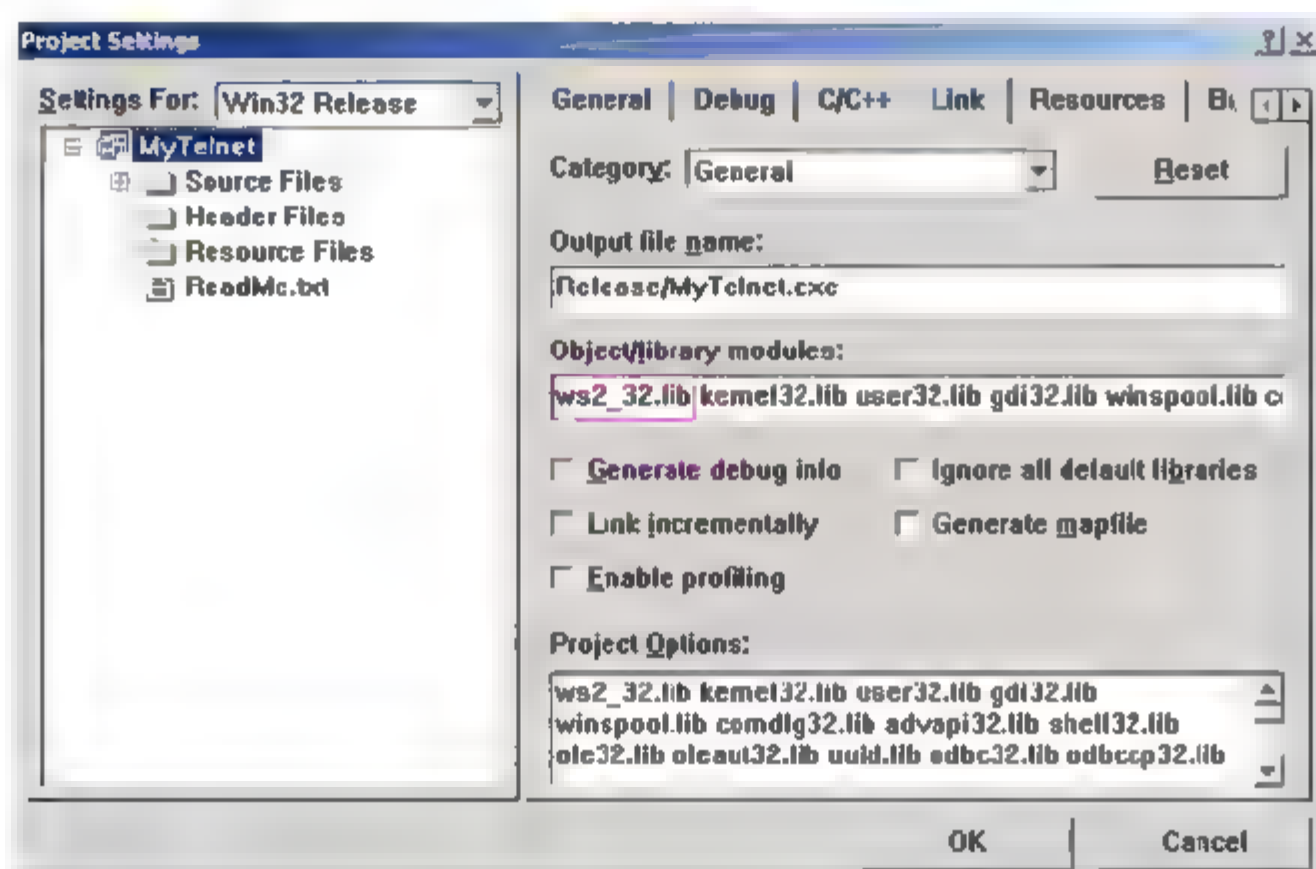 Project Settings
Settings For: Win32 Release
MyTelnet
Source Files
Header Files
Resource Files
ReadMe.txt
General Debug C/C++ Link Resources
Category: General Reset
Output file name:
Release/MyTelnet.exe
Object/library modules:
ws2_32.lib kernel32.lib user32.lib gdi32.lib winspool.lib
Generate debug info Ignore all default libraries
Link incrementally Generate mapfile
Enable profiling
Project Options:
ws2_32.lib kernel32.lib user32.lib gdi32.lib
winspool.lib comdlg32.lib advapi32.lib shell32.lib
ole32.lib oleaut32.lib uuid.lib odbc32.lib odbccp32.lib
OK Cancel